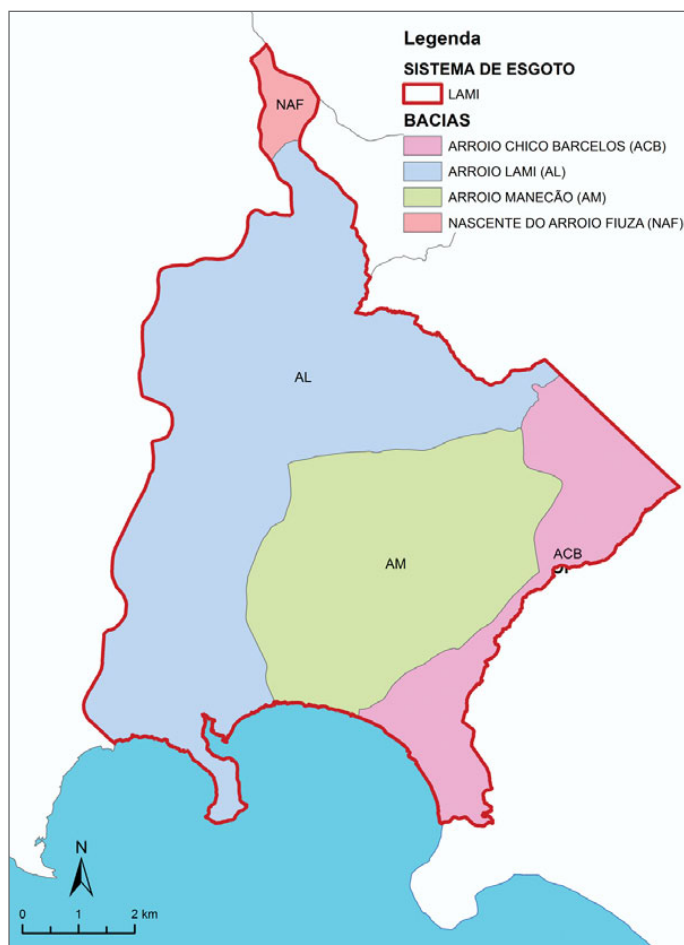 Legenda
SISTEMA DE ESGOTO
LAMI
BACIAS
ARROIO CHICO BARCELOS (ACB)
ARROIO LAMI (AL)
ARROIO MANECÃO (AM)
NASCENTE DO ARROIO FIUZA (NAF)
NAF
AL
AM
ACB
N
0 1 2 km